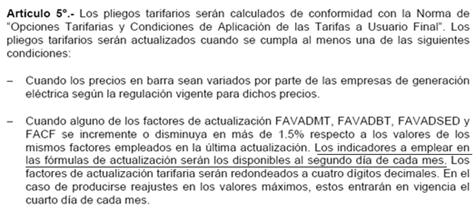 Artículo 5°.- Los pliegos tarifarios serán calculados de conformidad con la Norma de
“Opciones Tarifarias y Condiciones de Aplicación de las Tarifas a Usuario Final”. Los
pliegos tarifarios serán actualizados cuando se cumpla al menos una de las siguientes
condiciones:
– Cuando los precios en barra sean variados por parte de las empresas de generación
eléctrica según la regulación vigente para dichos precios.
– Cuando alguno de los factores de actualización FAVADMT, FAVADBT, FAVADSED y
FACF se incremente o disminuya en más de 1.5% respecto a los valores de los
mismos factores empleados en la última actualización. Los indicadores a emplear en
las fórmulas de actualización serán los disponibles al segundo día de cada mes. Los
factores de actualización tarifaria serán redondeados a cuatro dígitos decimales. En el
caso de producirse reajustes en los valores máximos, estos entrarán en vigencia el
cuarto día de cada mes.